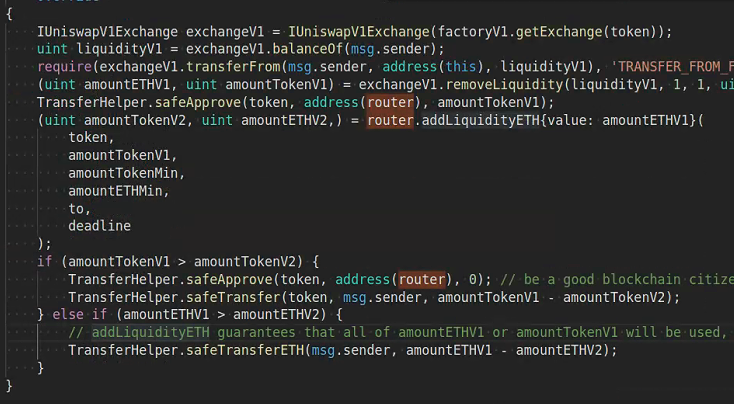 {
IUniswapV1Exchange exchangeV1 = IUniswapV1Exchange(factoryV1.getExchange(token));
uint liquidityV1 = exchangeV1.balanceOf(msg.sender);
require(exchangeV1.transferFrom(msg.sender, address(this), liquidityV1), 'TRANSFER_FROM_F
(uint amountETHV1, uint amountTokenV1) = exchangeV1.removeLiquidity(liquidityV1, 1, 1, ui
TransferHelper.safeApprove(token, address(router), amountTokenV1);
(uint amountTokenV2, uint amountETHV2,) = router.addLiquidityETH{value: amountETHV1}(
token,
amountTokenV1,
amountTokenMin,
amountETHMin,
to,
deadline
);
if (amountTokenV1 > amountTokenV2) {
TransferHelper.safeApprove(token, address(router), 0); // be a good blockchain citize
TransferHelper.safeTransfer(token, msg.sender, amountTokenV1 - amountTokenV2);
} else if (amountETHV1 > amountETHV2) {
// addLiquidityETH guarantees that all of amountETHV1 or amountTokenV1 will be used,
TransferHelper.safeTransferETH(msg.sender, amountETHV1 - amountETHV2);
}
}